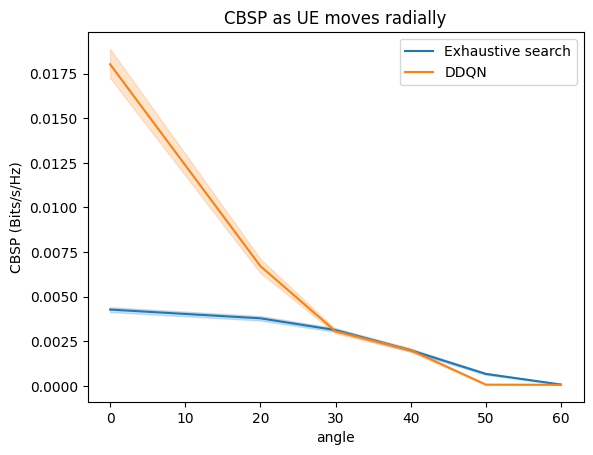 CBSP as UE moves radially
Exhaustive search
DDQN
CBSP (Bits/s/Hz)
0.0175
0.0150
0.0125
0.0100
0.0075
0.0050
0.0025
0.0000
0 10 20 30 40 50 60
angle